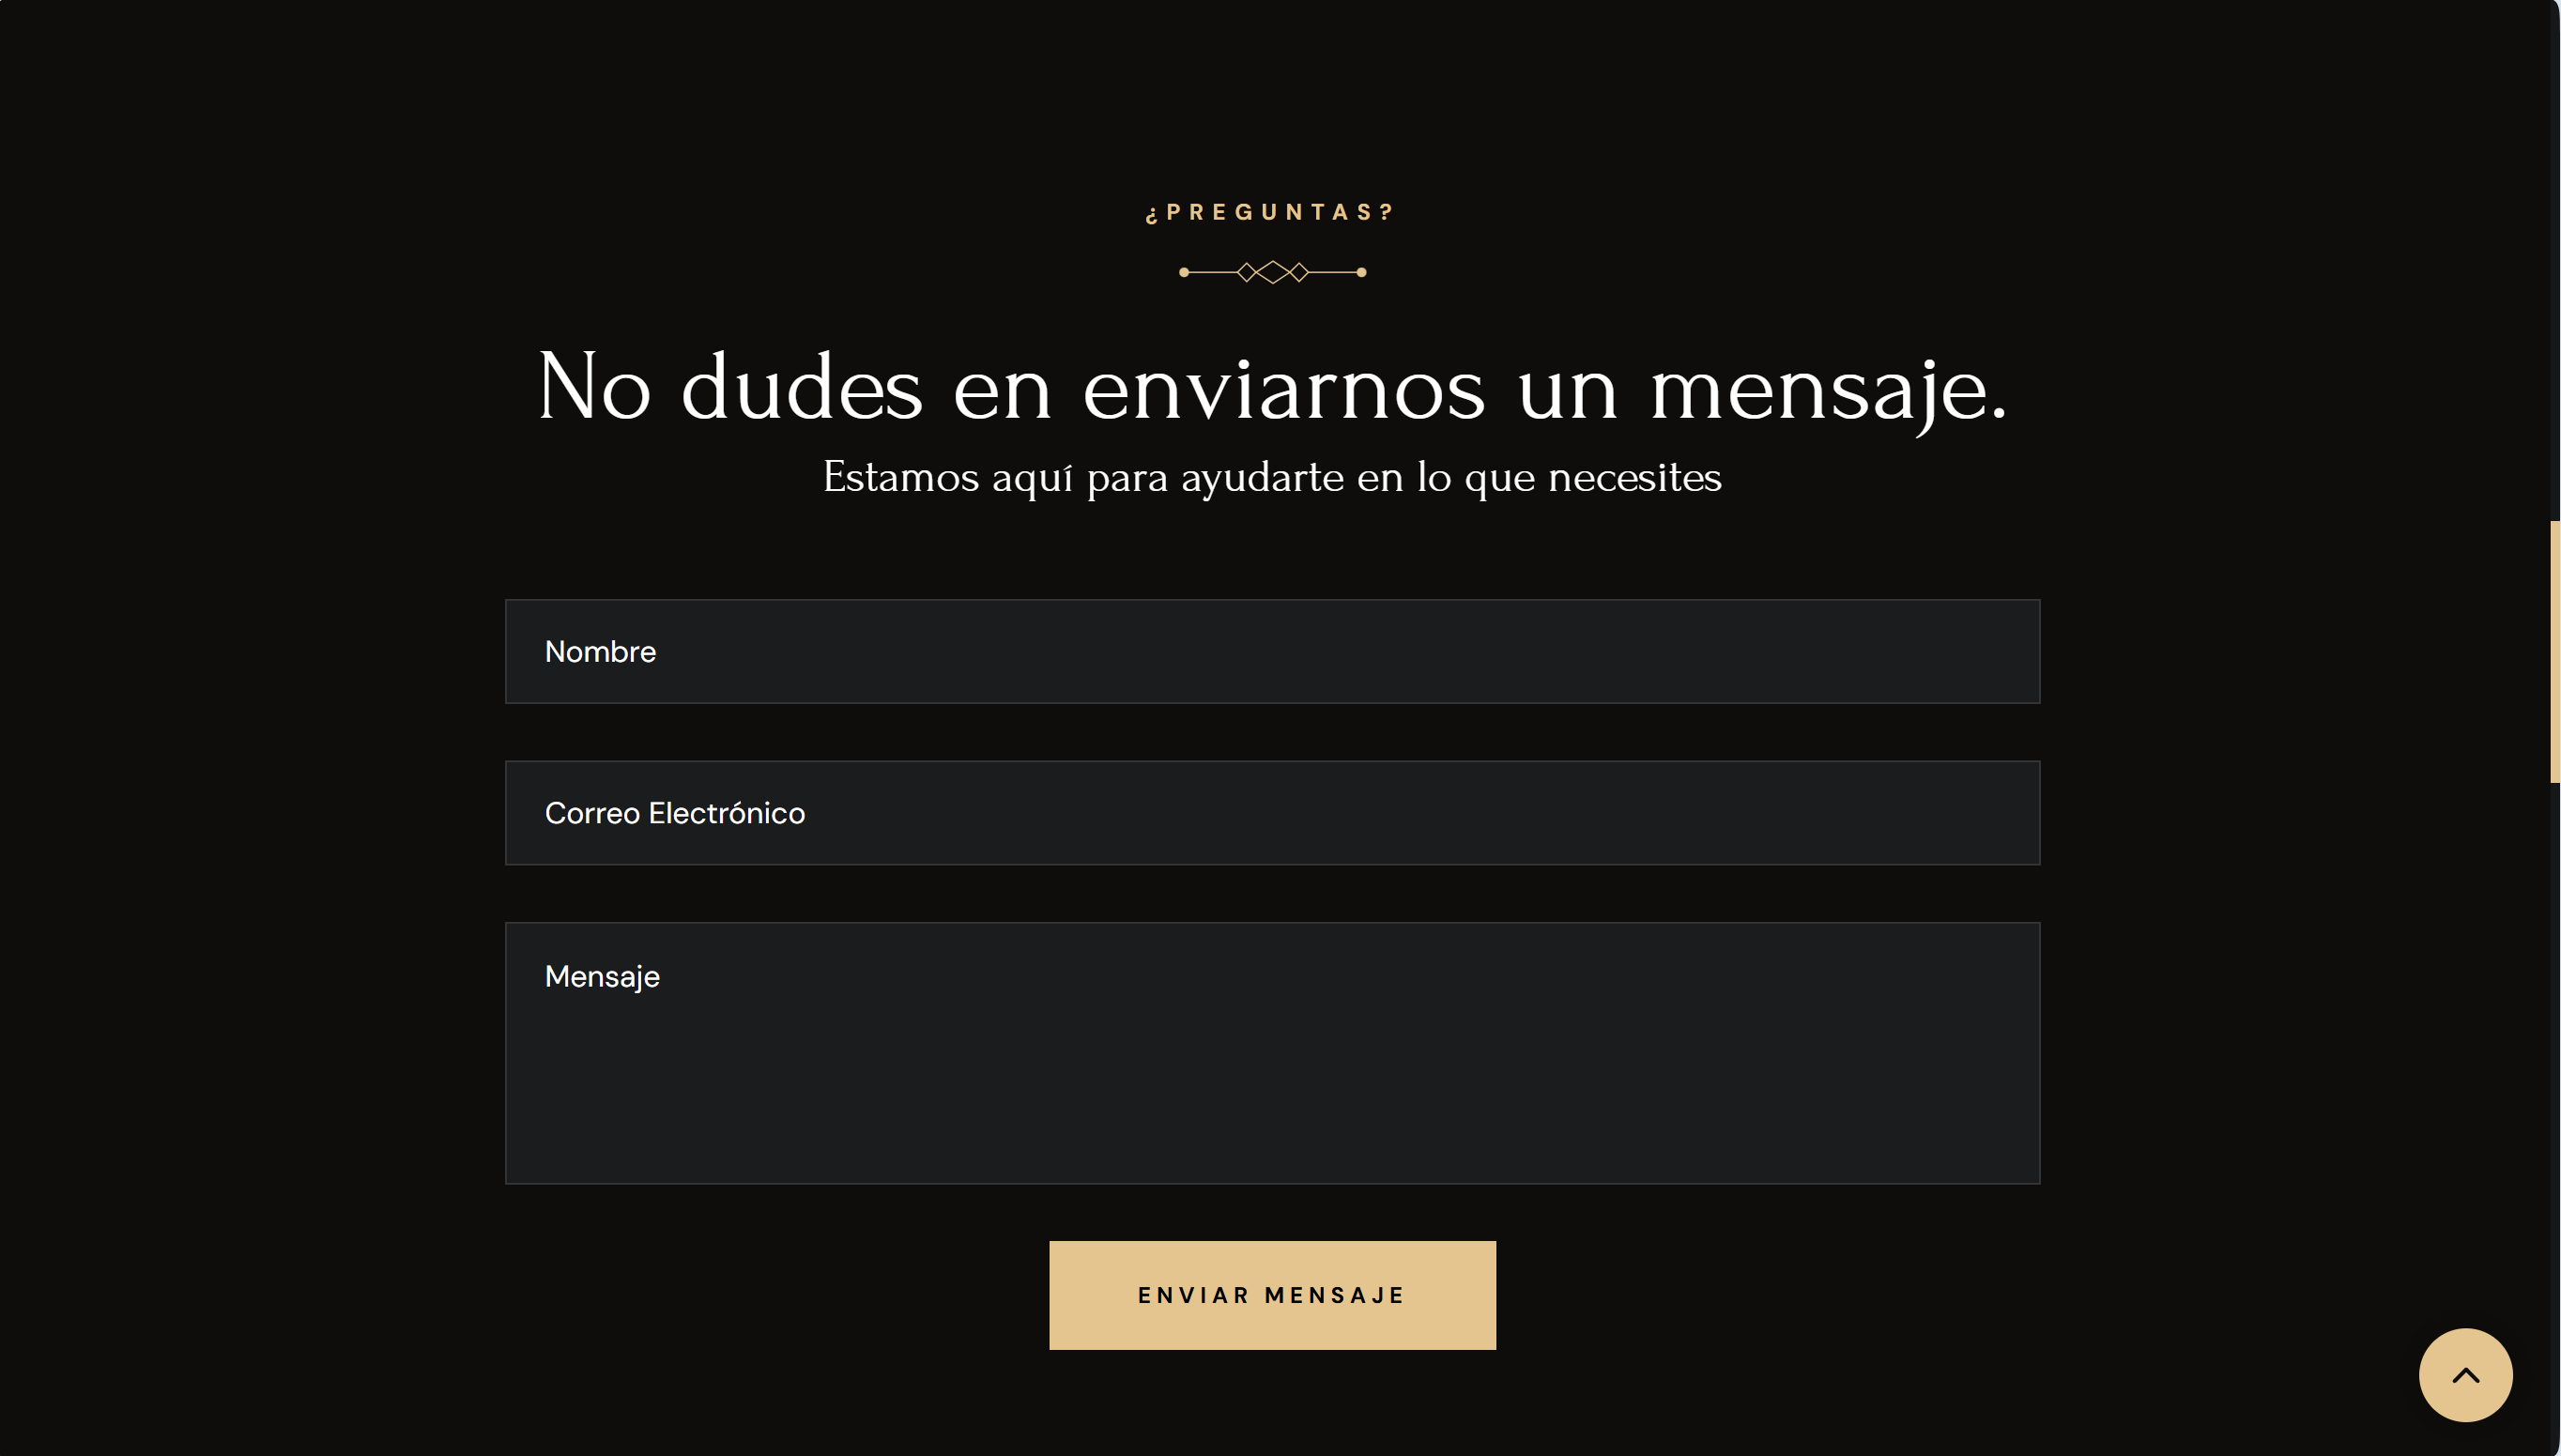 ¿PREGUNTAS?
No dudes en enviarnos un mensaje.
Estamos aquí para ayudarte en lo que necesites
Nombre
Correo Electrónico
Mensaje
ENVIAR MENSAJE